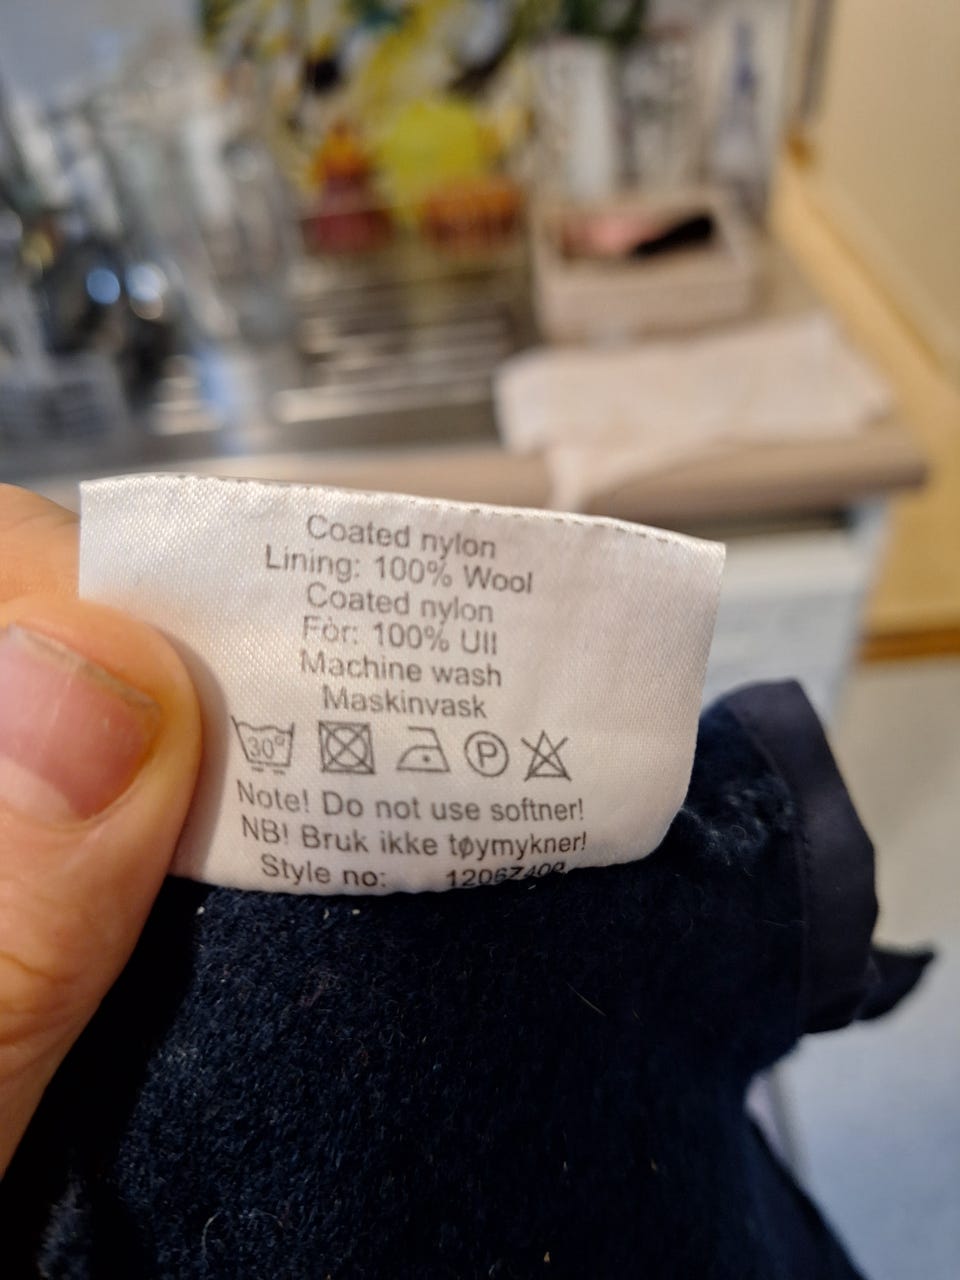 Coated nylon
Lining: 100% Wool
Coated nylon
Fòr: 100% Ull
Machine wash
Maskinvask
30° P
Note! Do not use softner!
NB! Bruk ikke tøymykner!
Style no: